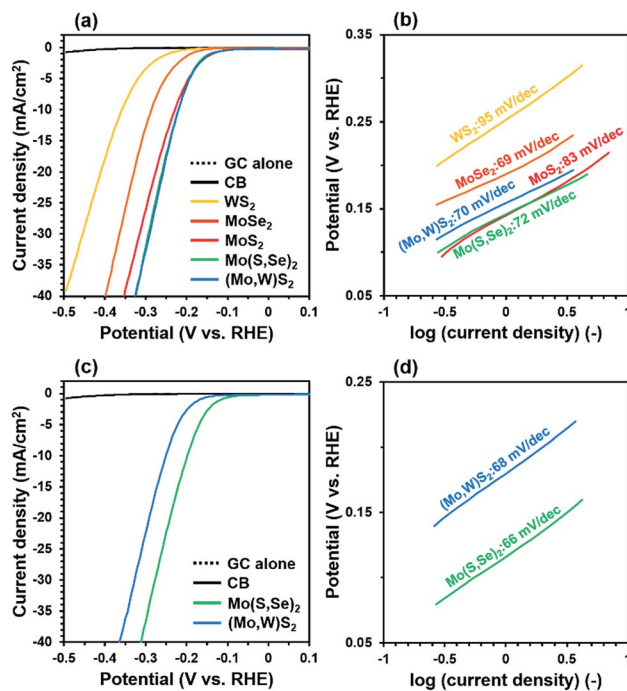 (a)
Current density (mA/cm²)
0
-5
-10
-15
-20
-25
-30
-35
-40
GC alone
CB
WS₂
MoSe₂
MoS₂
Mo(S,Se)₂
(Mo,W)S₂
-0.5 -0.4 -0.3 -0.2 -0.1 0 0.1
Potential (V vs. RHE)
(b)
Potential (V vs. RHE)
0.35
0.25
0.15
0.05
WS₂:95 mV/dec
MoSe₂:69 mV/dec
MoS₂:83 mV/dec
(Mo,W)S₂:70 mV/dec
Mo(S,Se)₂:72 mV/dec
-1.0 -0.5 0 0.5 1.0
log (current density) (-)
(c)
Current density (mA/cm²)
0
-5
-10
-15
-20
-25
-30
-35
-40
GC alone
CB
Mo(S,Se)₂
(Mo,W)S₂
-0.5 -0.4 -0.3 -0.2 -0.1 0 0.1
Potential (V vs. RHE)
(d)
Potential (V vs. RHE)
0.25
0.15
0.05
(Mo,W)S₂:68 mV/dec
Mo(S,Se)₂:66 mV/dec
-1.0 -0.5 0 0.5 1.0
log (current density) (-)